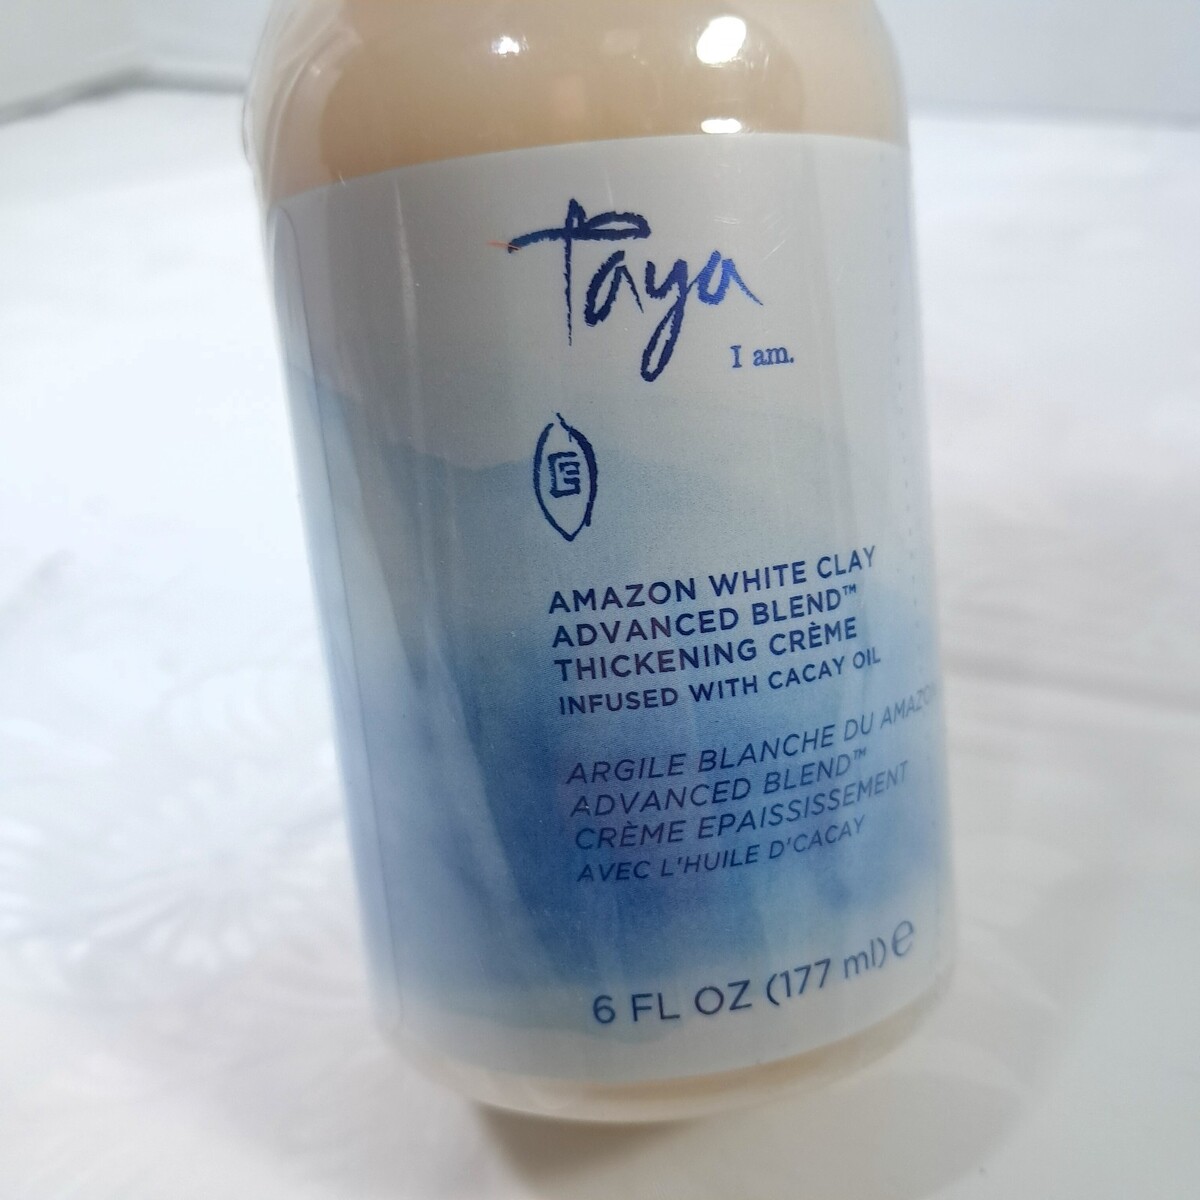 Taya
I am.
AMAZON WHITE CLAY
ADVANCED BLEND™
THICKENING CRÈME
INFUSED WITH CACAY OIL
ARGILE BLANCHE DU AMAZON
ADVANCED BLEND™
CRÈME EPAISSISSEMENT
AVEC L'HUILE D'CACAY
6 FL OZ (177 ml) ℮